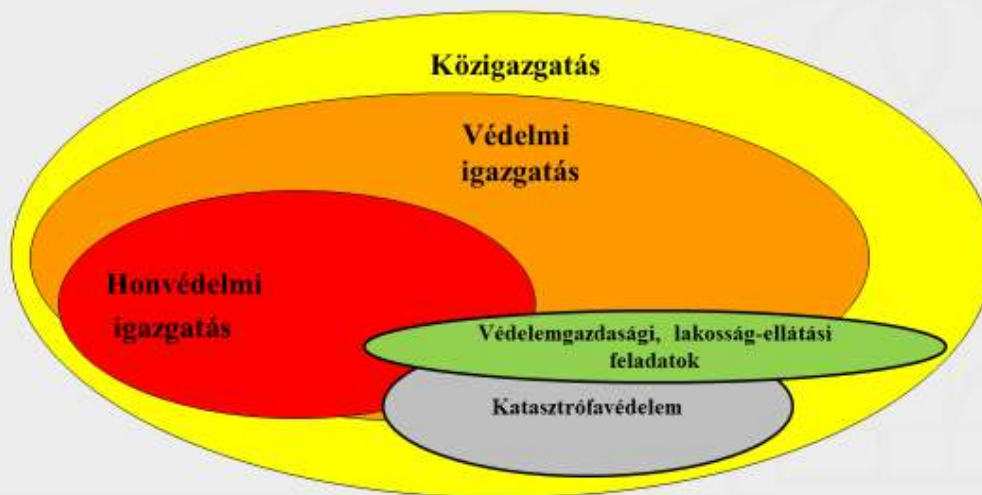 Közigazgatás
Védelmi
igazgatás
Honvédelmi
igazgatás
Védelemgazdasági, lakosság-ellátási
feladatok
Katasztrófavédelem